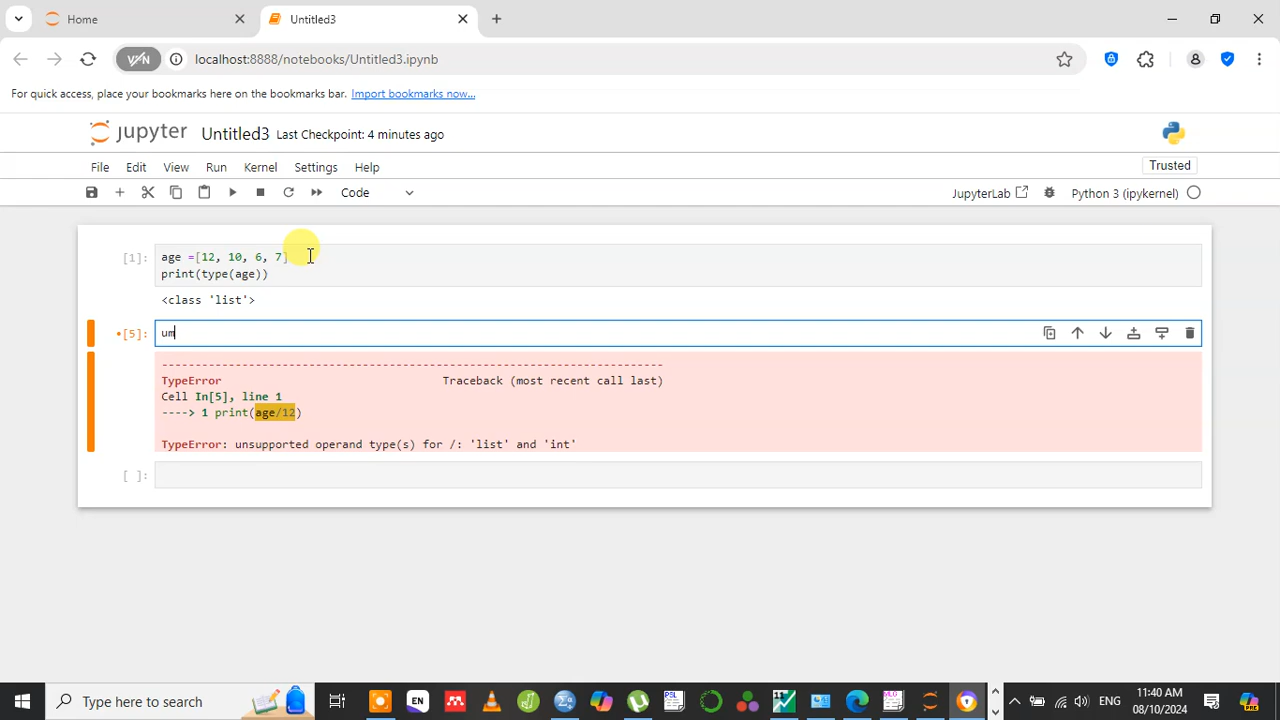 Home
Untitled3
VPN
localhost:8888/notebooks/Untitled3.ipynb
For quick access, place your bookmarks here on the bookmarks bar. Import bookmarks now...
jupyter Untitled3 Last Checkpoint: 4 minutes ago
File Edit View Run Kernel Settings Help
Trusted
Code
JupyterLab
Python 3 (ipykernel)
[1]: age =[12, 10, 6, 7]
print(type(age))
<class 'list'>
•[5]: um
---------------------------------------------------------------------------
TypeError Traceback (most recent call last)
Cell In[5], line 1
----> 1 print(age/12)
TypeError: unsupported operand type(s) for /: 'list' and 'int'
[ ]:
Type here to search
EN
ENG
11:40 AM
08/10/2024